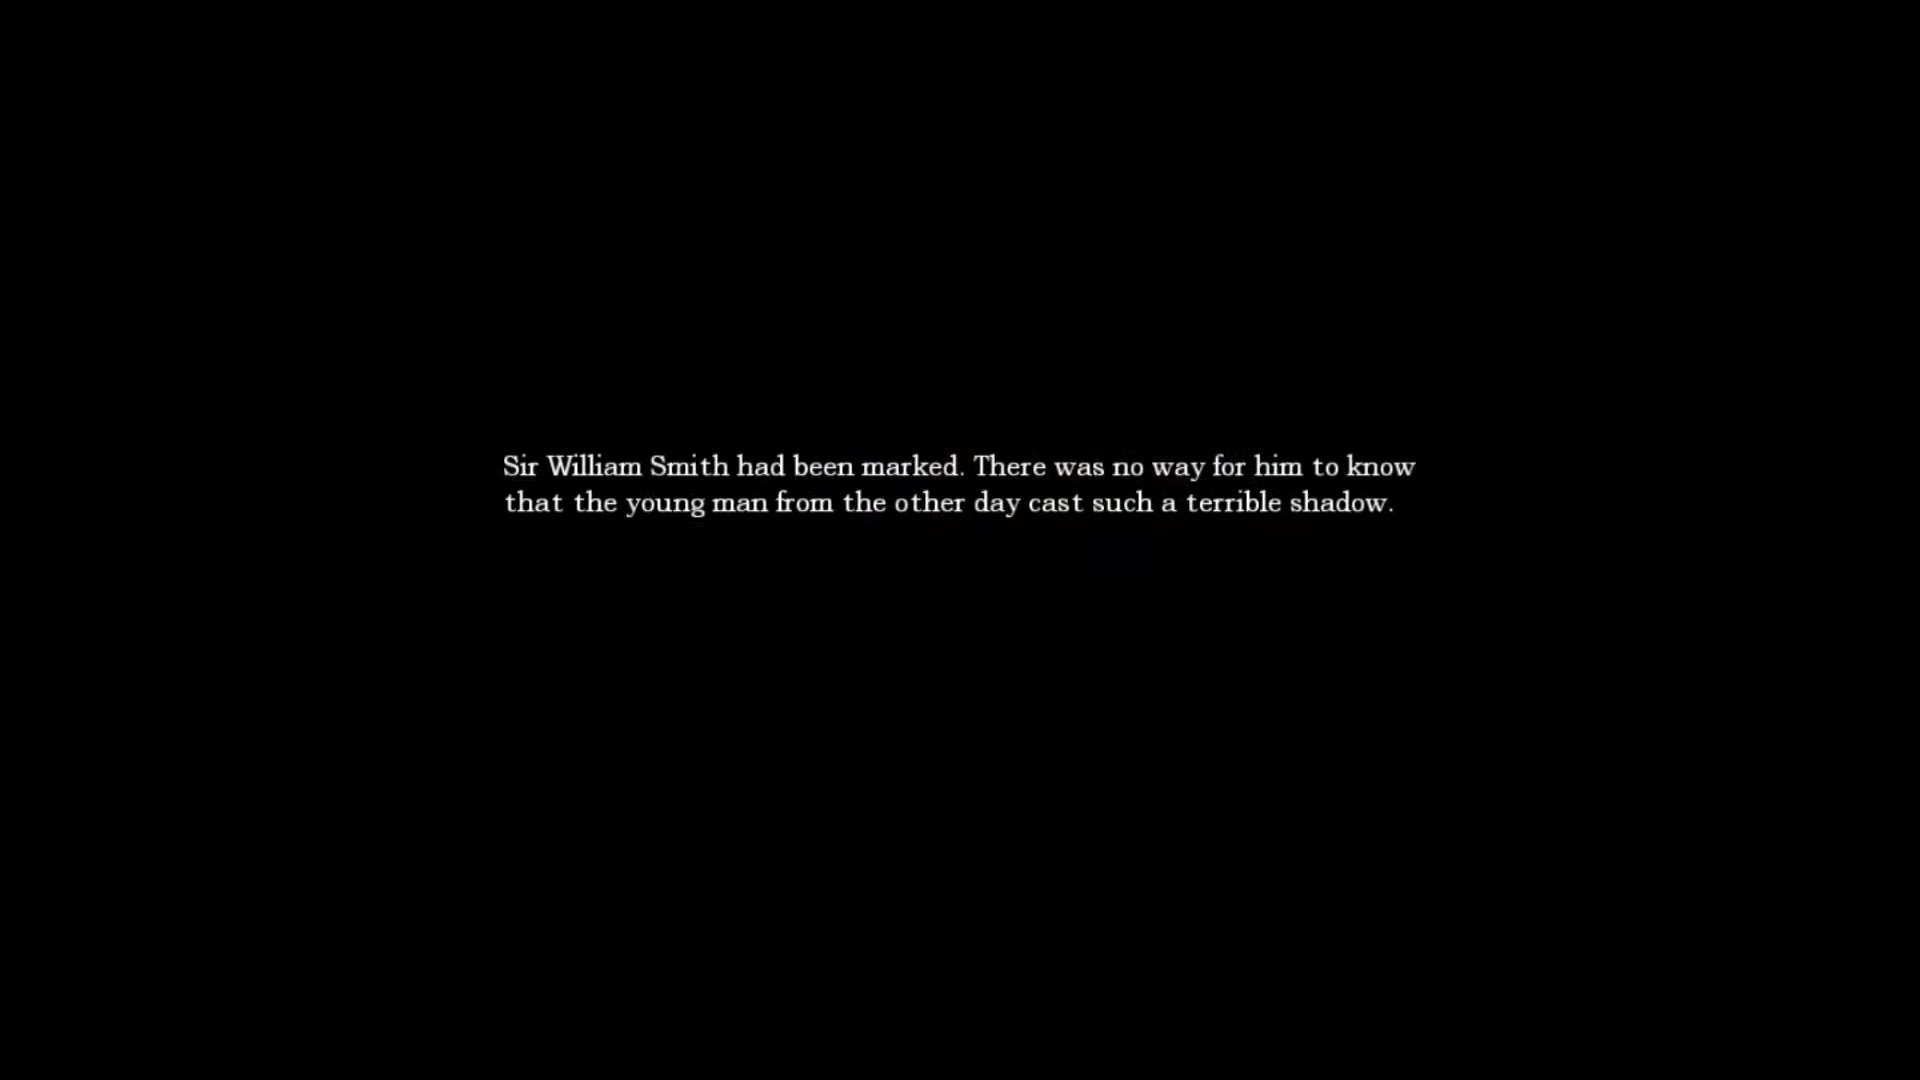 Sir William Smith had been marked. There was no way for him to know
that the young man from the other day cast such a terrible shadow.